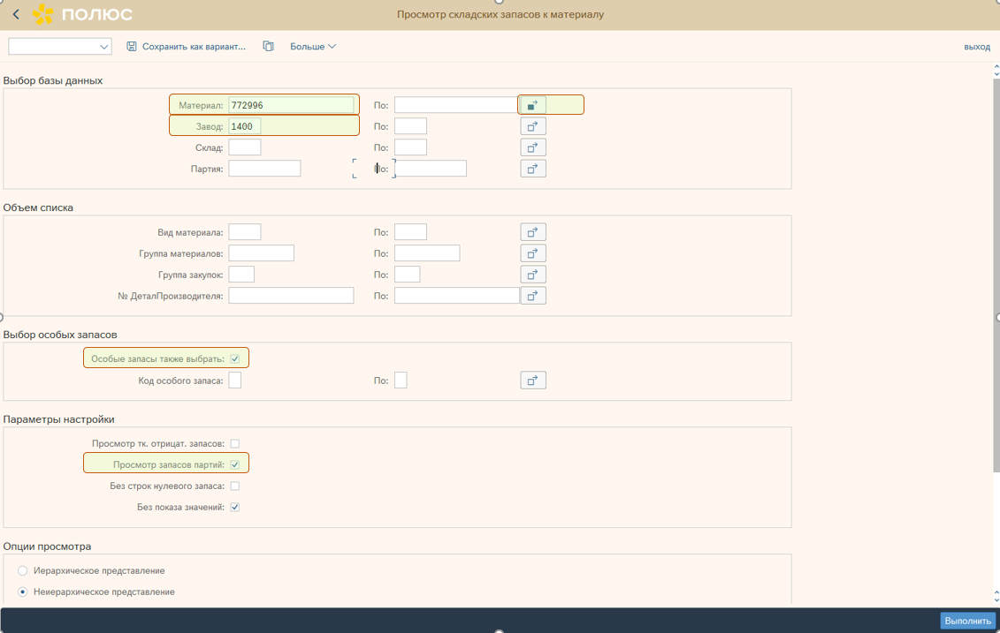 ПОЛЮС
Просмотр складских запасов к материалу
Сохранить как вариант...
Больше
выход
Выбор базы данных
Материал: 772996 По:
Завод: 1400 По:
Склад: По:
Партия: По:
Объем списка
Вид материала: По:
Группа материалов: По:
Группа закупок: По:
№ ДеталПроизводителя: По:
Выбор особых запасов
Особые запасы также выбрать:
Код особого запаса: По:
Параметры настройки
Просмотр тк. отрицат. запасов:
Просмотр запасов партий:
Без строк нулевого запаса:
Без показа значений:
Опции просмотра
Иерархическое представление
Неиерархическое представление
Выполнить